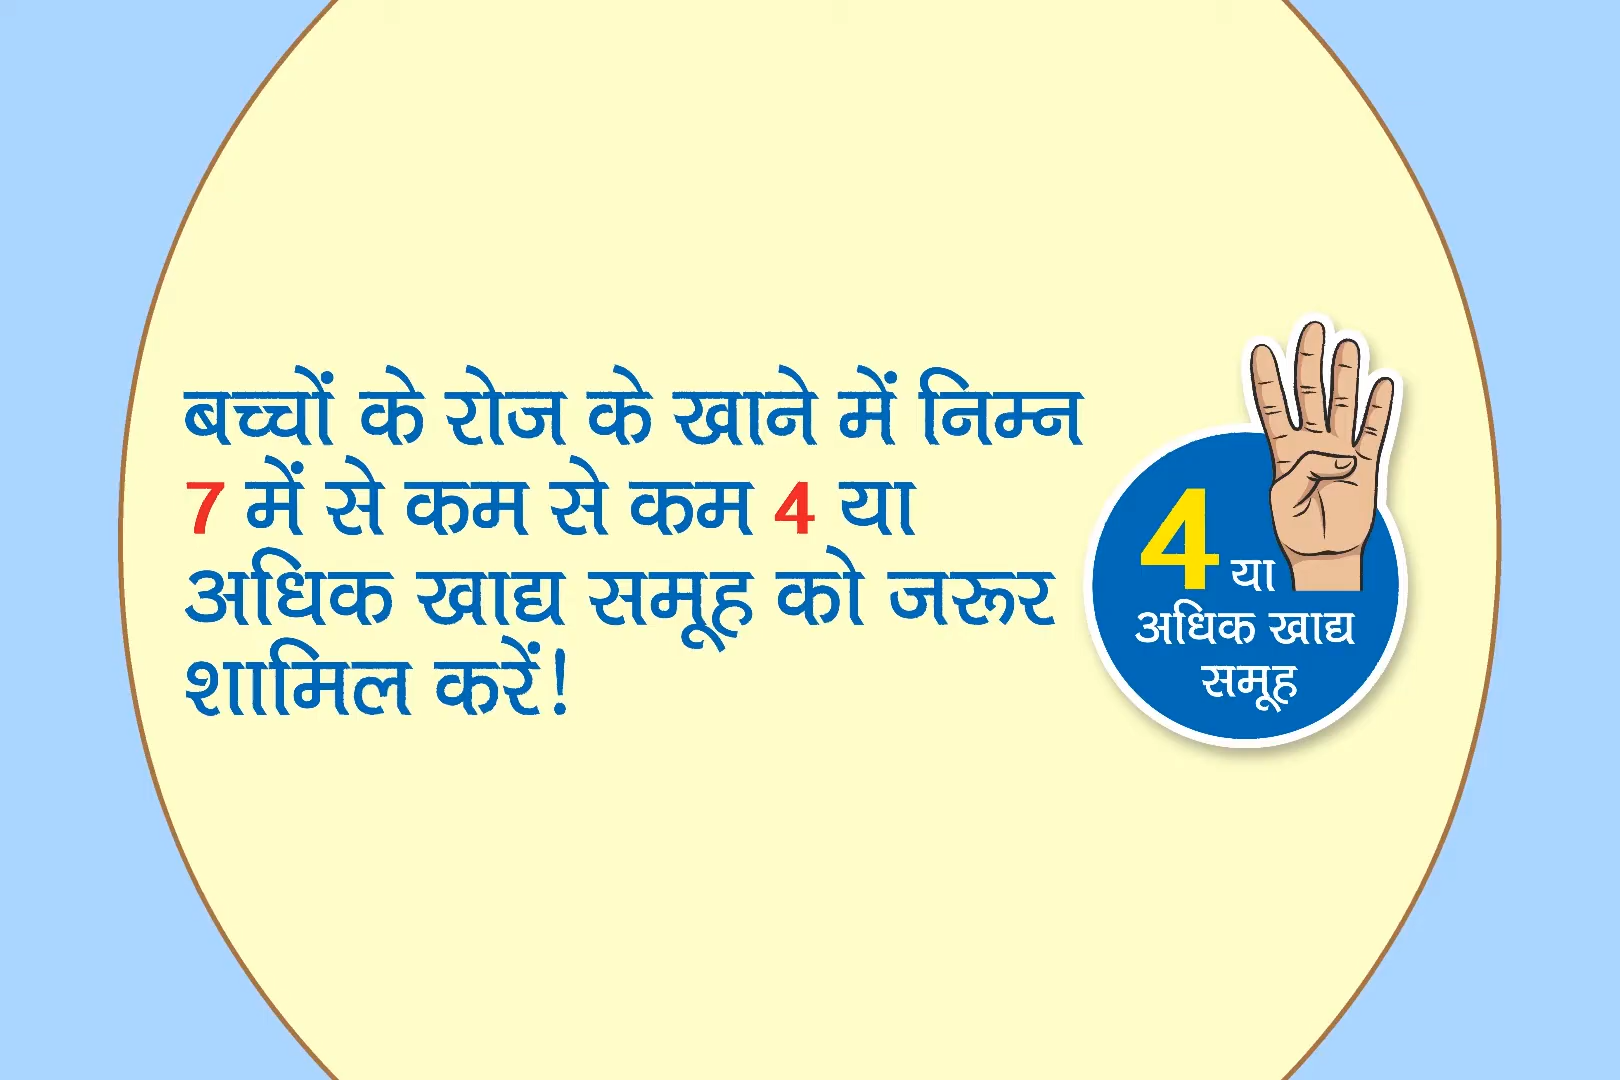 बच्चों के रोज के खाने में निम्न
7 में से कम से कम 4 या
अधिक खाद्य समूह को जरूर
शामिल करें!
4 या
अधिक खाद्य
समूह